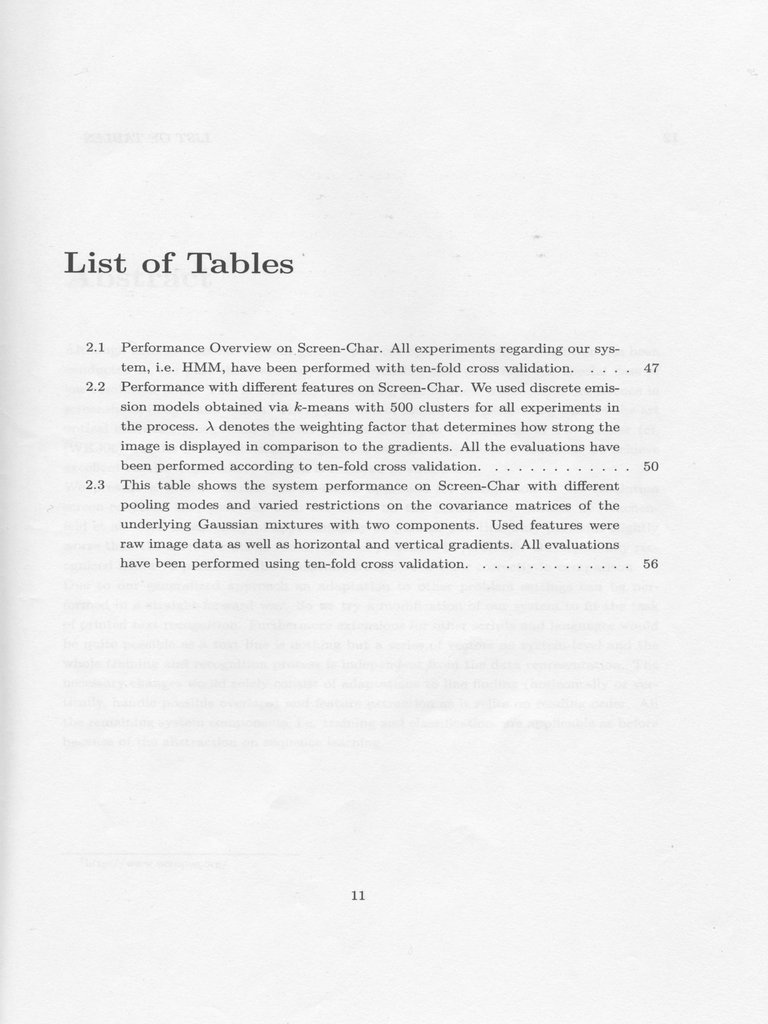 List of Tables
2.1 Performance Overview on Screen-Char. All experiments regarding our sys-
tem, i.e. HMM, have been performed with ten-fold cross validation. . . . . 47
2.2 Performance with different features on Screen-Char. We used discrete emis-
sion models obtained via k-means with 500 clusters for all experiments in
the process. λ denotes the weighting factor that determines how strong the
image is displayed in comparison to the gradients. All the evaluations have
been performed according to ten-fold cross validation. . . . . . . . . . . . . 50
2.3 This table shows the system performance on Screen-Char with different
pooling modes and varied restrictions on the covariance matrices of the
underlying Gaussian mixtures with two components. Used features were
raw image data as well as horizontal and vertical gradients. All evaluations
have been performed using ten-fold cross validation. . . . . . . . . . . . . . 56
11